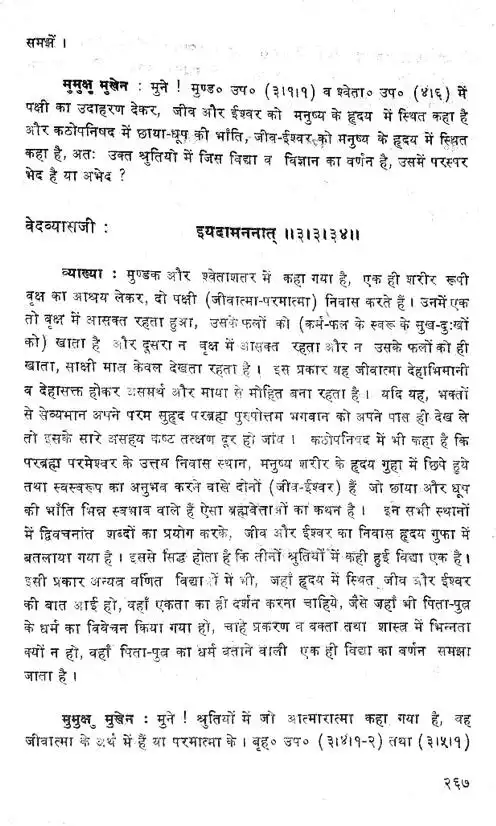 समझें ।
मुमुक्षु मुखेन : मुने ! मुण्ड० उप० (३।१।१) व श्वेता० उप० (४।६) में
पक्षी का उदाहरण देकर, जीव और ईश्वर को मनुष्य के हृदय में स्थित कहा है
और कठोपनिषद में छाया-धूप की भाँति, जीव-ईश्वर को मनुष्य के हृदय में स्थित
कहा है, अतः उक्त श्रुतियों में जिस विद्या व विज्ञान का वर्णन है, उसमें परस्पर
भेद है या अभेद ?
वेदव्यासजी : इयदामननात् ॥३।३।३४॥
व्याख्या : मुण्डक और श्वेताशतर में कहा गया है, एक ही शरीर रूपी
वृक्ष का आश्रय लेकर, दो पक्षी (जीवात्मा-परमात्मा) निवास करते हैं । उनमें एक
तो वृक्ष में आसक्त रहता हुआ, उसके फलों को (कर्म-फल के स्वरू के सुख-दुःखों
को) खाता है और दूसरा न वृक्ष में आसक्त रहता और न उसके फलों को ही
खाता, साक्षी मात्र केवल देखता रहता है । इस प्रकार यह जीवात्मा देहाभिमानी
व देहासक्त होकर असमर्थ और माया से मोहित बना रहता है । यदि यह, भक्तों
से सेव्यमान अपने परम सुहृद परब्रह्म पुरुपोत्तम भगवान को अपने पास ही देख ले
तो इसके सारे असहय कष्ट तत्क्षण दूर हो जांय । कठोपनिषद में भी कहा है कि
परब्रह्म परमेश्वर के उत्तम निवास स्थान, मनुष्य शरीर के हृदय गुहा में छिपे हुये
तथा स्वस्वरूप का अनुभव करने वाले दोनों (जीव-ईश्वर) हैं जो छाया और धूप
की भांति भिन्न स्वभाव वाले हैं ऐसा ब्रह्मवेत्ताओं का कथन है । इन सभी स्थानों
में द्विवचनांत शब्दों का प्रयोग करके, जीव और ईश्वर का निवास हृदय गुफा में
बतलाया गया है । इससे सिद्ध होता है कि तीनों श्रुतियों में कही हुई विद्या एक है ।
इसी प्रकार अन्यत्र वर्णित विद्याओं में भी, जहाँ हृदय में स्थित जीव और ईश्वर
की बात आई हो, वहाँ एकता का ही दर्शन करना चाहिये, जैसे जहाँ भी पिता-पुत्र
के धर्म का विवेचन किया गया हो, चाहे प्रकरण व वक्ता तथा शास्त्र में भिन्नता
क्यों न हो, वहाँ पिता-पुत्र का धर्म बताने वाली एक ही विद्या का वर्णन समझा
जाता है ।
मुमुक्षु मुखेन : मुने ! श्रुतियों में जो आत्मारात्मा कहा गया है, वह
जीवात्मा के अर्थ में हैं या परमात्मा के । बृह० उप० (३।४।१-२) तथा (३।५।१)
२६७